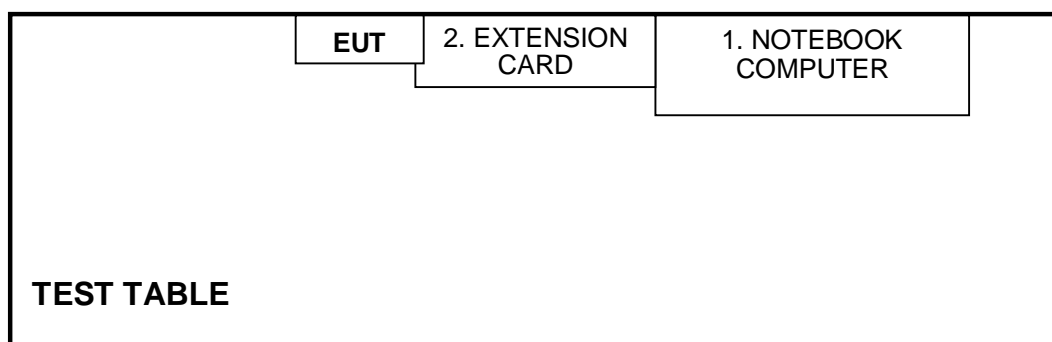 EUT
2. EXTENSION
CARD
1. NOTEBOOK
COMPUTER
TEST TABLE